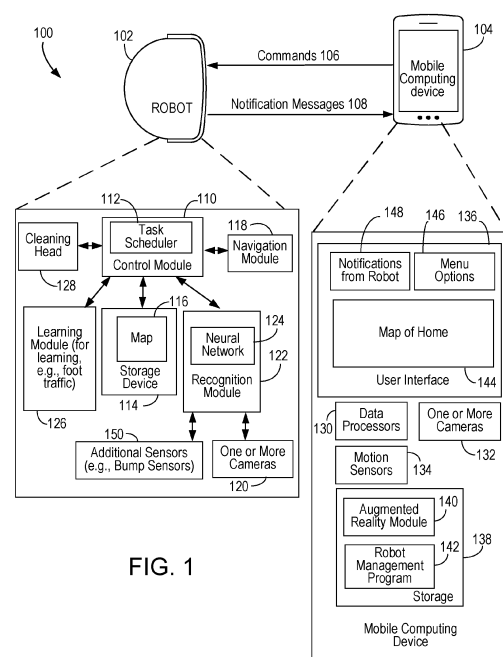 100
102
104
Commands 106
ROBOT
Notification Messages 108
Mobile
Computing
device
112
110
118
Task
Scheduler
Control Module
Cleaning
Head
128
Navigation
Module
116
124
Learning
Module (for
learning,
e.g., foot
traffic)
126
Map
Storage
Device
114
Neural
Network
Recognition
Module
122
150
Additional Sensors
(e.g., Bump Sensors)
One or More
Cameras
120
148
146
136
Notifications
from Robot
Menu
Options
Map of Home
User Interface
144
130
Data
Processors
One or More
Cameras
132
Motion
Sensors
134
Augmented
Reality Module
140
138
Robot
Management
Program
142
Storage
Mobile Computing
Device
FIG. 1